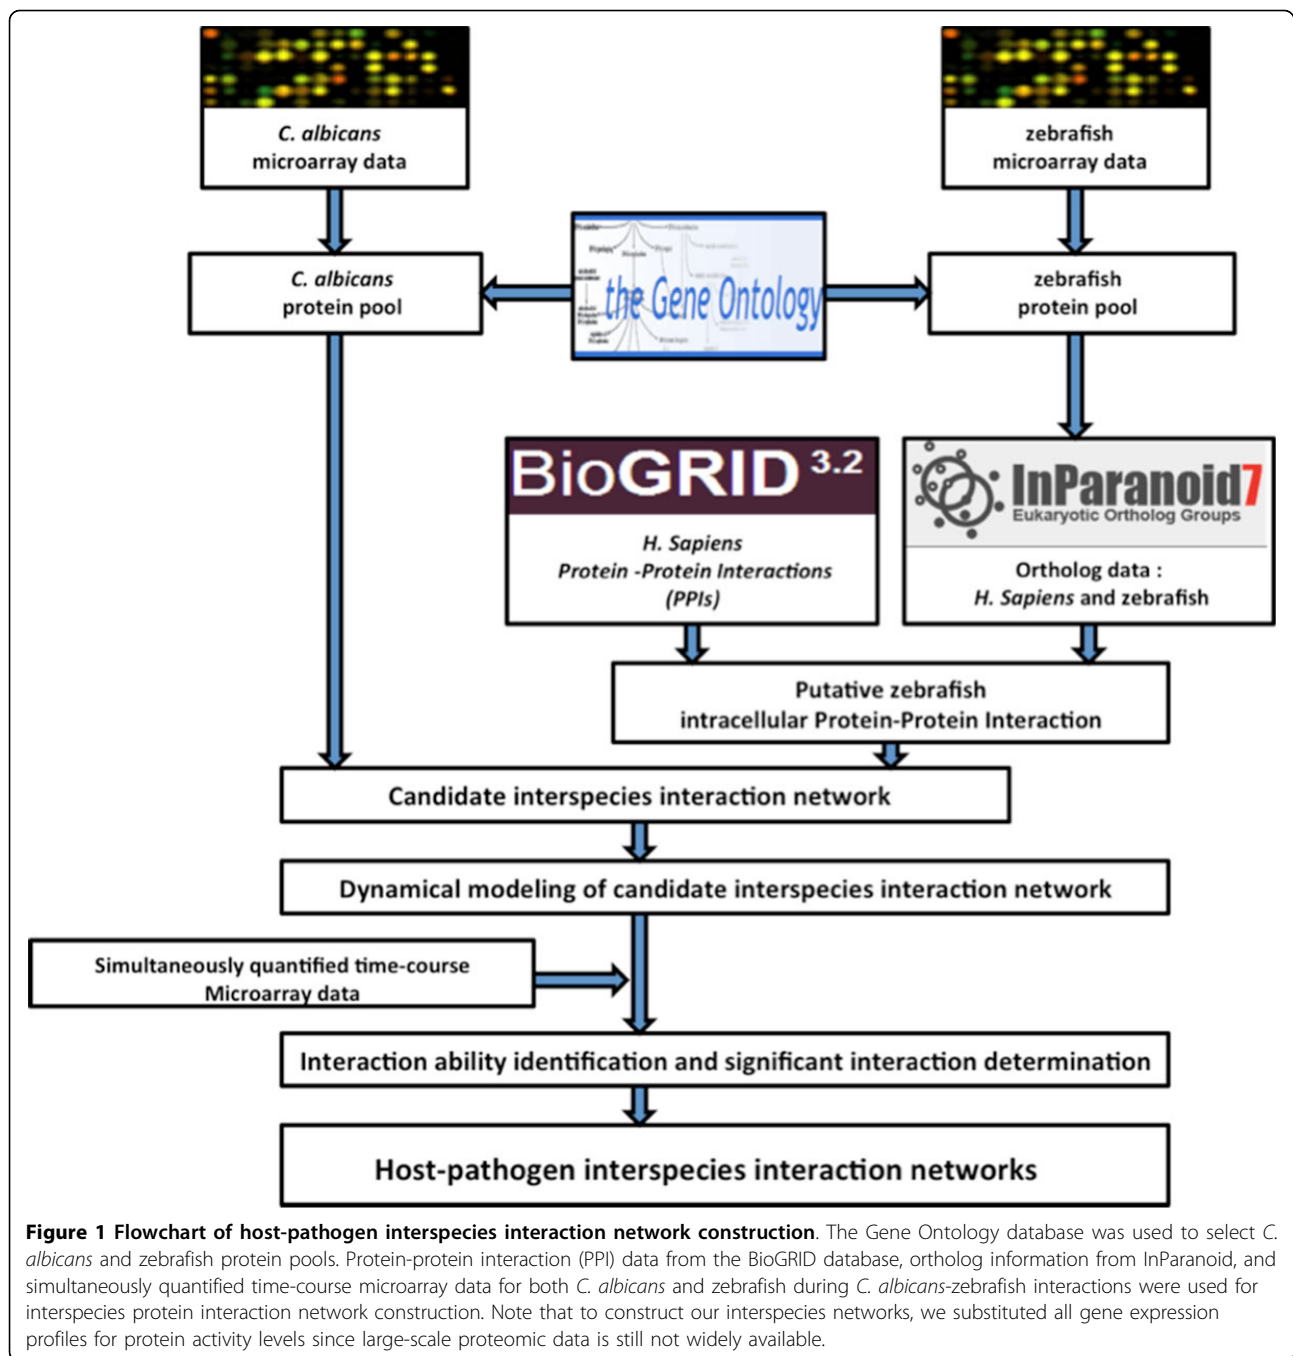 C. albicans
microarray data
zebrafish
microarray data
C. albicans
protein pool
the Gene Ontology
zebrafish
protein pool
BioGRID 3.2
H. Sapiens
Protein -Protein Interactions
(PPIs)
InParanoid7
Eukaryotic Ortholog Groups
Ortholog data :
H. Sapiens and zebrafish
Putative zebrafish
intracellular Protein-Protein Interaction
Candidate interspecies interaction network
Dynamical modeling of candidate interspecies interaction network
Simultaneously quantified time-course
Microarray data
Interaction ability identification and significant interaction determination
Host-pathogen interspecies interaction networks
Figure 1 Flowchart of host-pathogen interspecies interaction network construction. The Gene Ontology database was used to select C.
albicans and zebrafish protein pools. Protein-protein interaction (PPI) data from the BioGRID database, ortholog information from InParanoid, and
simultaneously quantified time-course microarray data for both C. albicans and zebrafish during C. albicans-zebrafish interactions were used for
interspecies protein interaction network construction. Note that to construct our interspecies networks, we substituted all gene expression
profiles for protein activity levels since large-scale proteomic data is still not widely available.